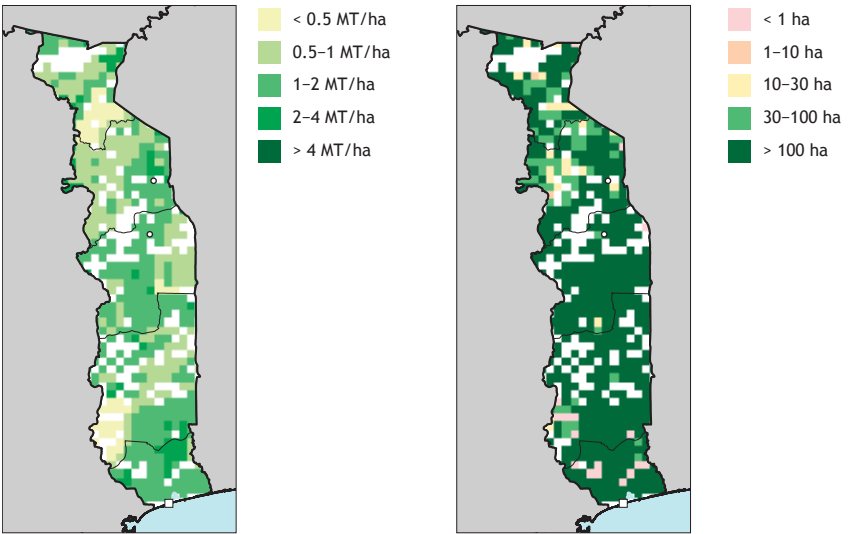 < 0.5 MT/ha
0.5–1 MT/ha
1–2 MT/ha
2–4 MT/ha
> 4 MT/ha
< 1 ha
1–10 ha
10–30 ha
30–100 ha
> 100 ha